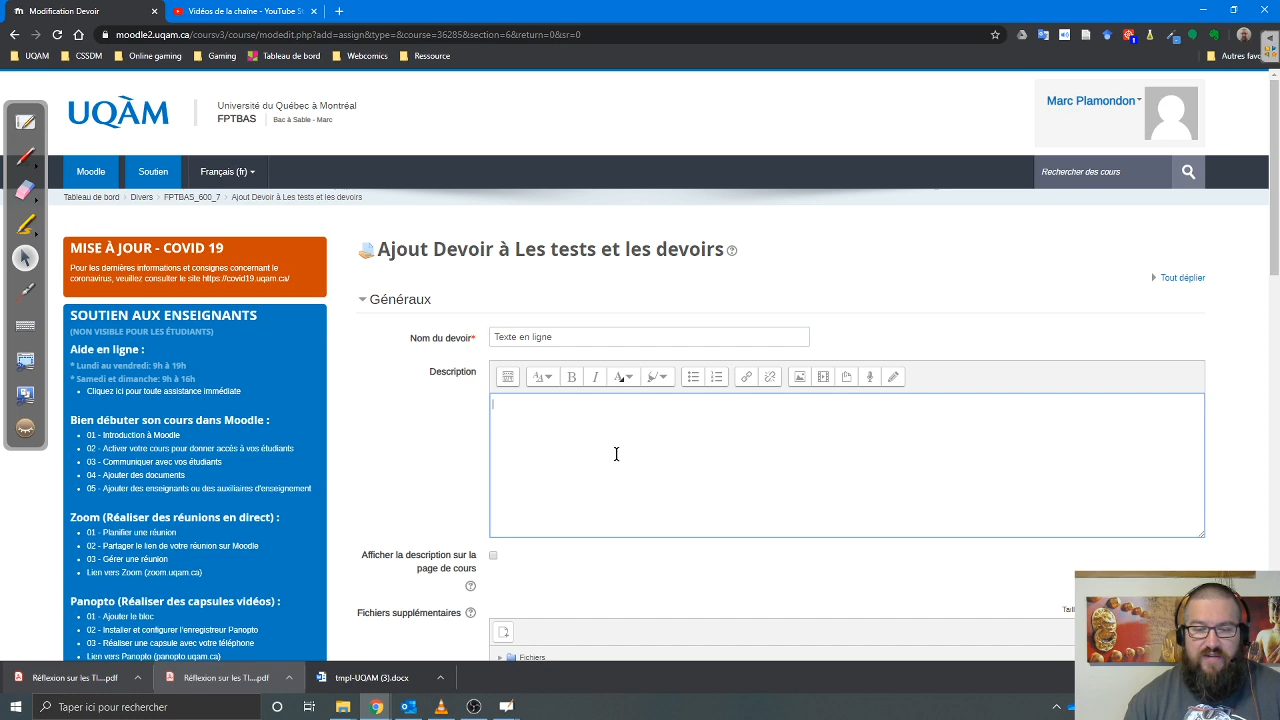 Modification Devoir
Vidéos de la chaîne - YouTube St
moodle2.uqam.ca/coursv3/course/modedit.php?add=assign&type=&course=36285&section=6&return=0&sr=0
UQAM
CSSDM
Online gaming
Gaming
Tableau de bord
Webcomics
Ressource
Autres favo
UQÀM
Université du Québec à Montréal
FPTBAS
Bac à Sable - Marc
Marc Plamondon
Moodle
Soutien
Français (fr)
Rechercher des cours
Tableau de bord
Divers
FPTBAS_600_7
Ajout Devoir à Les tests et les devoirs
MISE À JOUR - COVID 19
Pour les dernières informations et consignes concernant le
coronavirus, veuillez consulter le site https://covid19.uqam.ca/
SOUTIEN AUX ENSEIGNANTS
(NON VISIBLE POUR LES ÉTUDIANTS)
Aide en ligne :
* Lundi au vendredi: 9h à 19h
* Samedi et dimanche: 9h à 16h
Cliquez ici pour toute assistance immédiate
Bien débuter son cours dans Moodle :
01 - Introduction à Moodle
02 - Activer votre cours pour donner accès à vos étudiants
03 - Communiquer avec vos étudiants
04 - Ajouter des documents
05 - Ajouter des enseignants ou des auxiliaires d'enseignement
Zoom (Réaliser des réunions en direct) :
01 - Planifier une réunion
02 - Partager le lien de votre réunion sur Moodle
03 - Gérer une réunion
Lien vers Zoom (zoom.uqam.ca)
Panopto (Réaliser des capsules vidéos) :
01 - Ajouter le bloc
02 - Installer et configurer l'enregistreur Panopto
03 - Réaliser une capsule avec votre téléphone
Lien vers Panopto (panopto.uqam.ca)
Ajout Devoir à Les tests et les devoirs
Tout déplier
Généraux
Nom du devoir*
Texte en ligne
Description
Afficher la description sur la
page de cours
Fichiers supplémentaires
Taill
Fichiers
Réflexion sur les TI....pdf
Réflexion sur les TI....pdf
tmpl-UQAM (3).docx
Taper ici pour rechercher